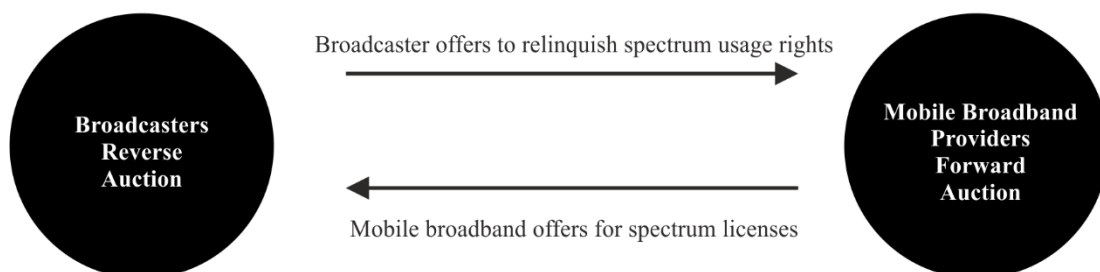 Broadcaster offers to relinquish spectrum usage rights
Broadcasters
Reverse
Auction
Mobile Broadband
Providers
Forward
Auction
Mobile broadband offers for spectrum licenses